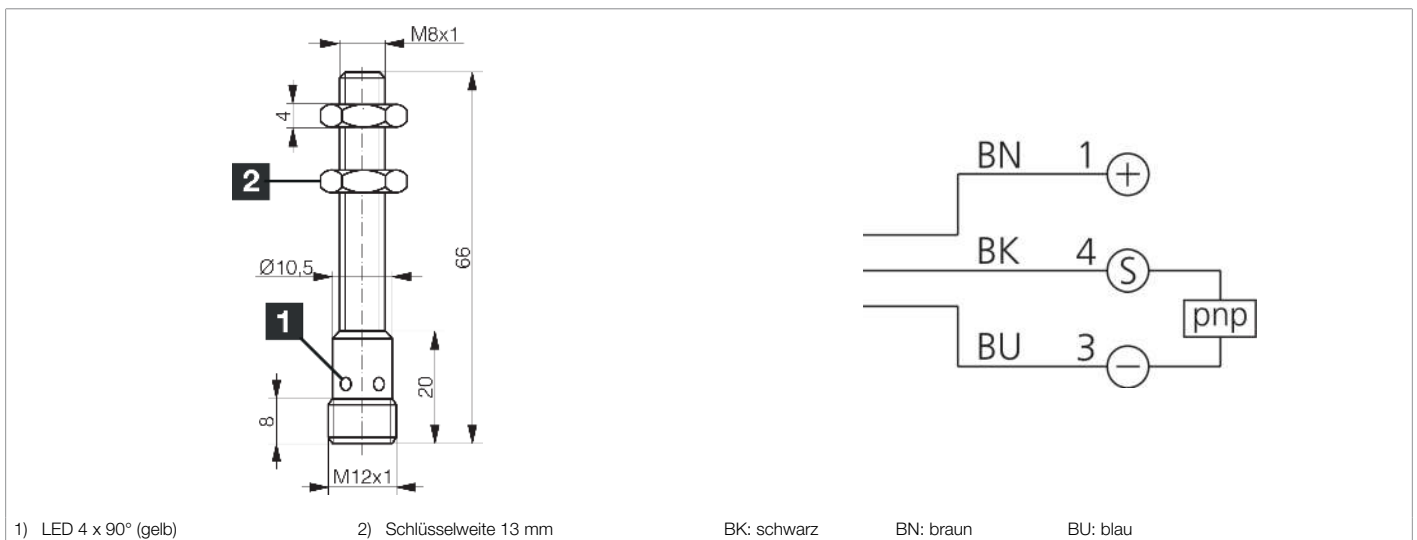 M8x1
4
2
66
Ø10,5
1
20
8
M12x1
BN 1 +
BK 4 S
pnp
BU 3 −
1) LED 4 x 90° (gelb) 2) Schlüsselweite 13 mm BK: schwarz BN: braun BU: blau